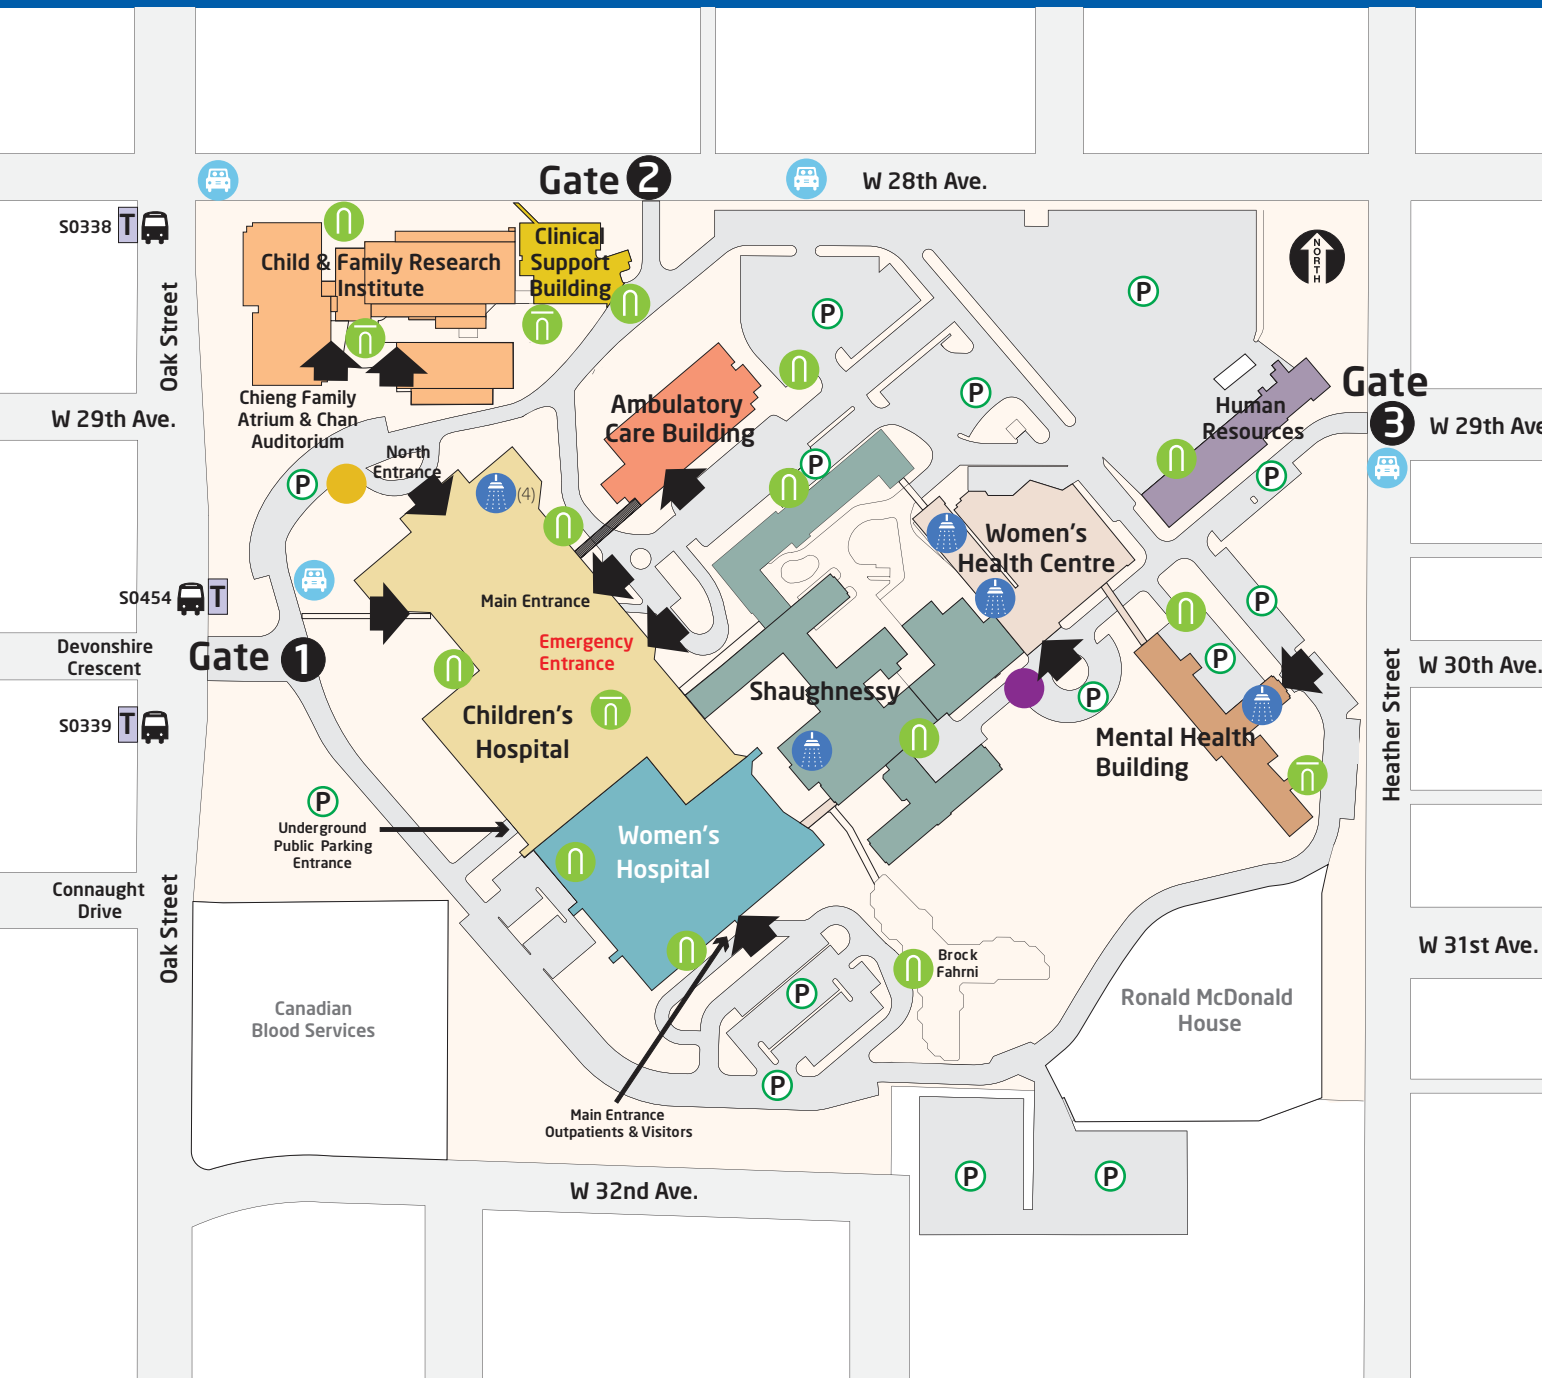 Gate 2
W 28th Ave.
S0338 T
Clinical
Support
Building
Child & Family Research
Institute
NORTH
P
P
Oak Street
Chieng Family
Atrium & Chan
Auditorium
W 29th Ave.
Ambulatory
Care Building
P
Human
Resources
Gate
3
W 29th Ave
North
Entrance
P
P
P
(4)
Women's
Health Centre
S0454 T
Main Entrance
P
Emergency
Entrance
Devonshire
Crescent
Gate 1
P
W 30th Ave.
Shaughnessy
P
Heather Street
S0339 T
Children's
Hospital
Mental Health
Building
P
Underground
Public Parking
Entrance
Women's
Hospital
Connaught
Drive
Oak Street
W 31st Ave.
Brock
Fahrni
P
Canadian
Blood Services
Ronald McDonald
House
P
Main Entrance
Outpatients & Visitors
P
P
W 32nd Ave.